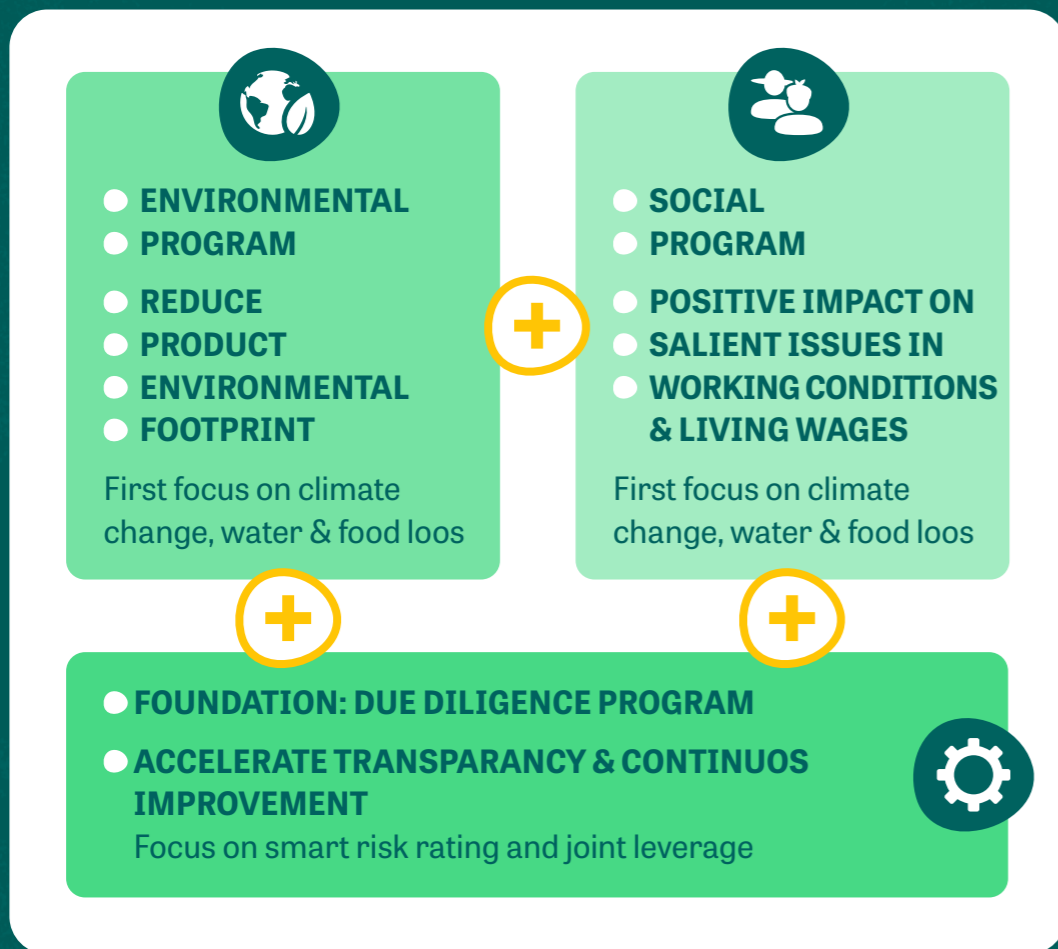 ENVIRONMENTAL
PROGRAM
REDUCE
PRODUCT
ENVIRONMENTAL
FOOTPRINT
First focus on climate
change, water & food loos
SOCIAL
PROGRAM
POSITIVE IMPACT ON
SALIENT ISSUES IN
WORKING CONDITIONS
& LIVING WAGES
First focus on climate
change, water & food loos
FOUNDATION: DUE DILIGENCE PROGRAM
ACCELERATE TRANSPARANCY & CONTINUOS
IMPROVEMENT
Focus on smart risk rating and joint leverage